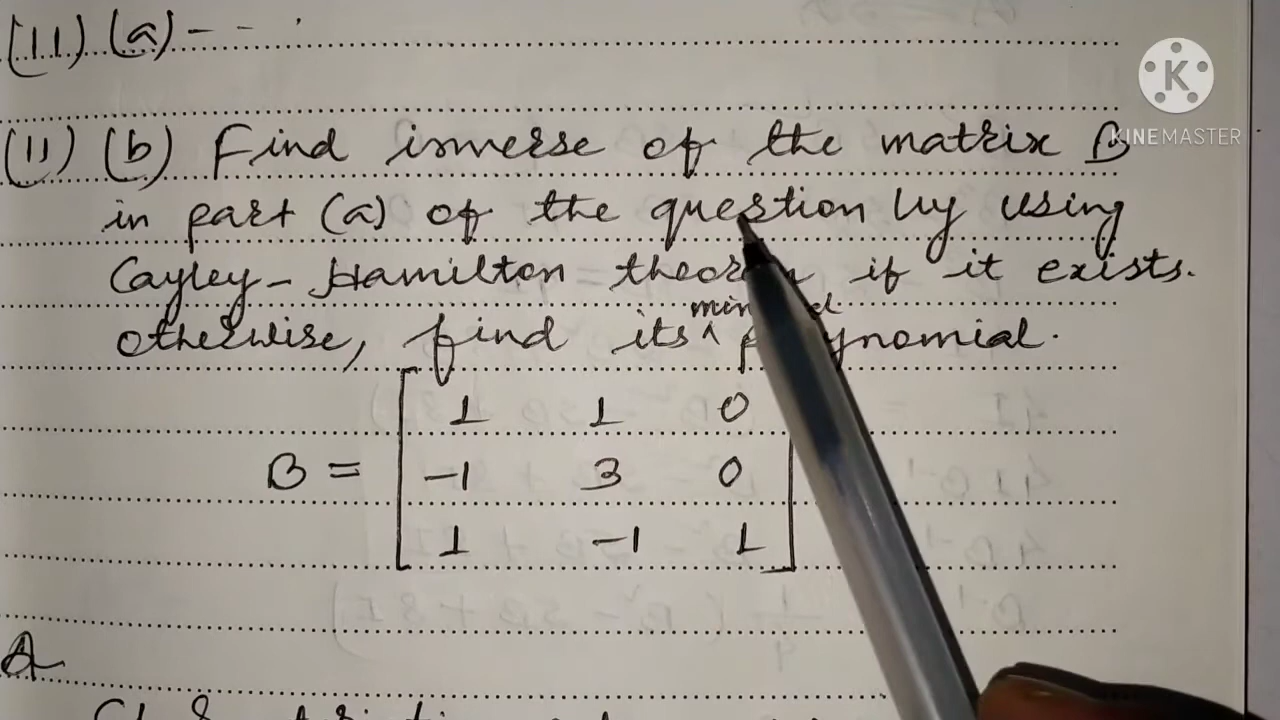 (11) (a) - -
K
KINEMASTER
(11) (b) Find inverse of the matrix B
in part (a) of the question by using
Cayley-Hamilton theorem if it exists.
otherwise, find its ^ polynomial.
B = [ 1 1 0
-1 3 0
1 -1 1 ]
A